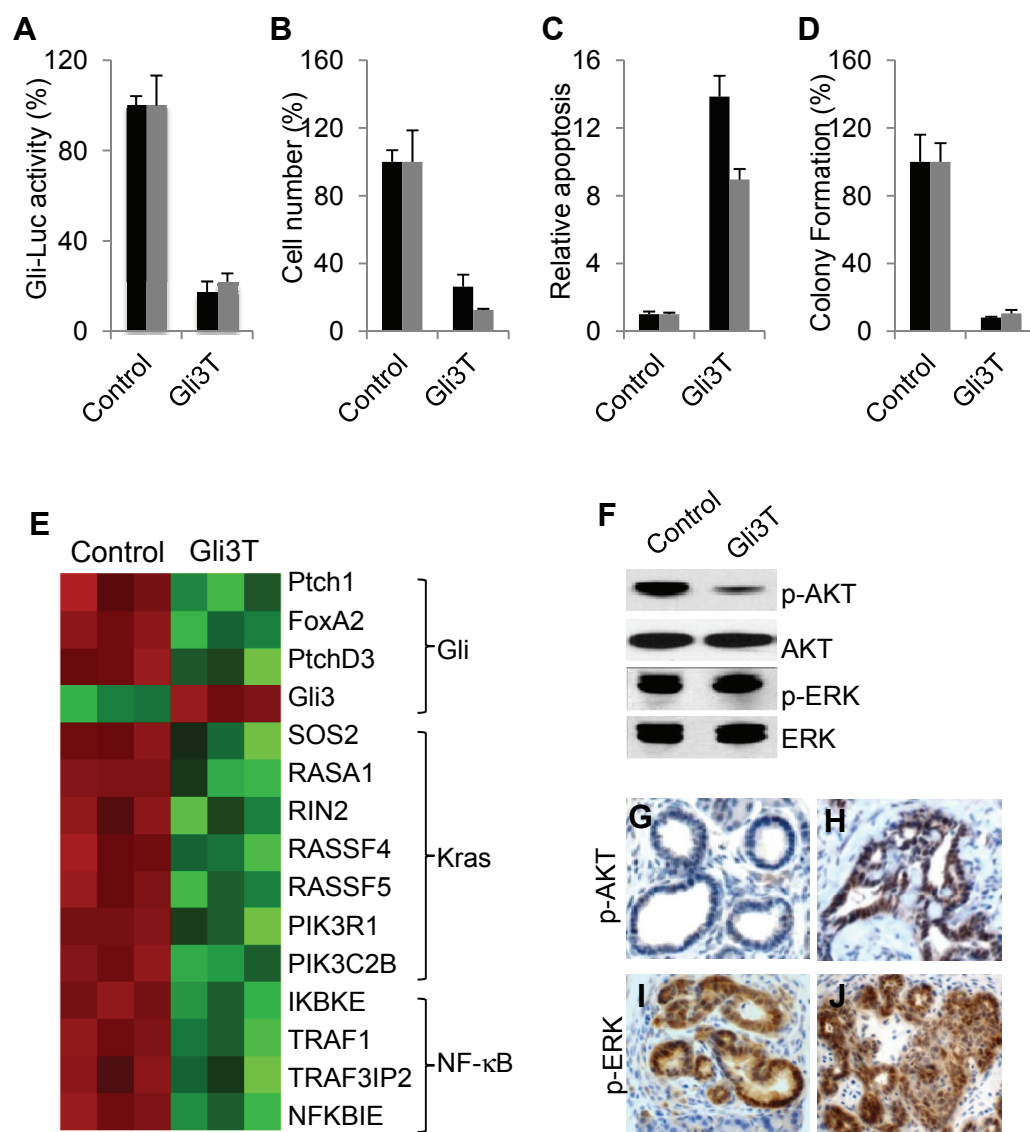 A
Gli-Luc activity (%)
120
80
40
0
Control
Gli3T
B
Cell number (%)
160
120
80
40
0
Control
Gli3T
C
Relative apoptosis
16
12
8
4
0
Control
Gli3T
D
Colony Formation (%)
160
120
80
40
0
Control
Gli3T
E
Control Gli3T
Ptch1
FoxA2
PtchD3
Gli3
Gli
SOS2
RASA1
RIN2
RASSF4
RASSF5
PIK3R1
PIK3C2B
Kras
IKBKE
TRAF1
TRAF3IP2
NFKBIE
NF-κB
F
Control Gli3T
p-AKT
AKT
p-ERK
ERK
p-AKT
G
H
p-ERK
I
J